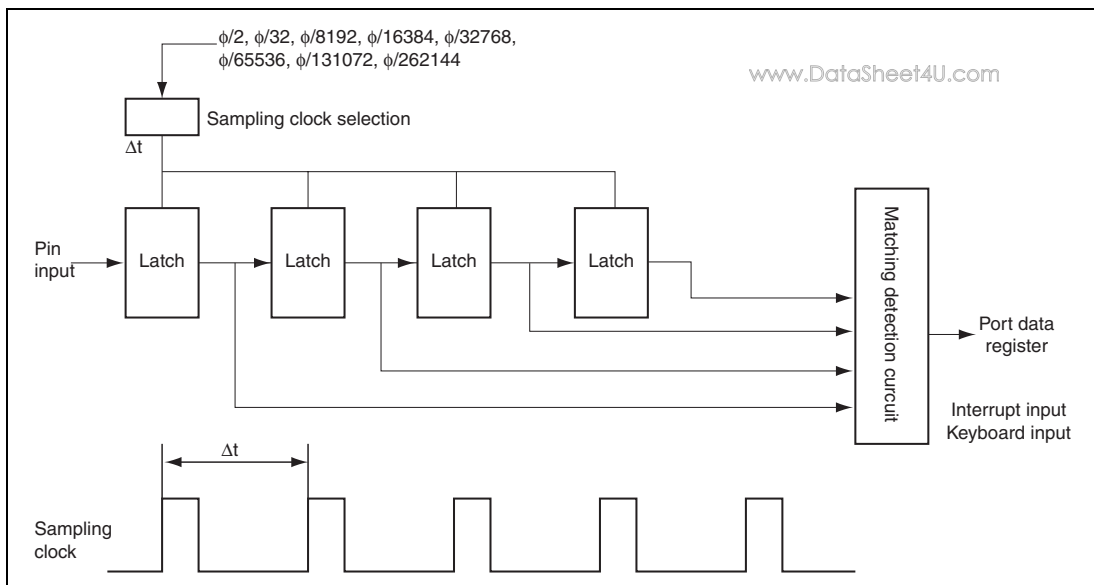 ϕ/2, ϕ/32, ϕ/8192, ϕ/16384, ϕ/32768,
ϕ/65536, ϕ/131072, ϕ/262144
www.DataSheet4U.com
Sampling clock selection
Δt
Pin
input
Latch
Latch
Latch
Latch
Matching detection curcuit
Port data
register
Interrupt input
Keyboard input
Δt
Sampling
clock